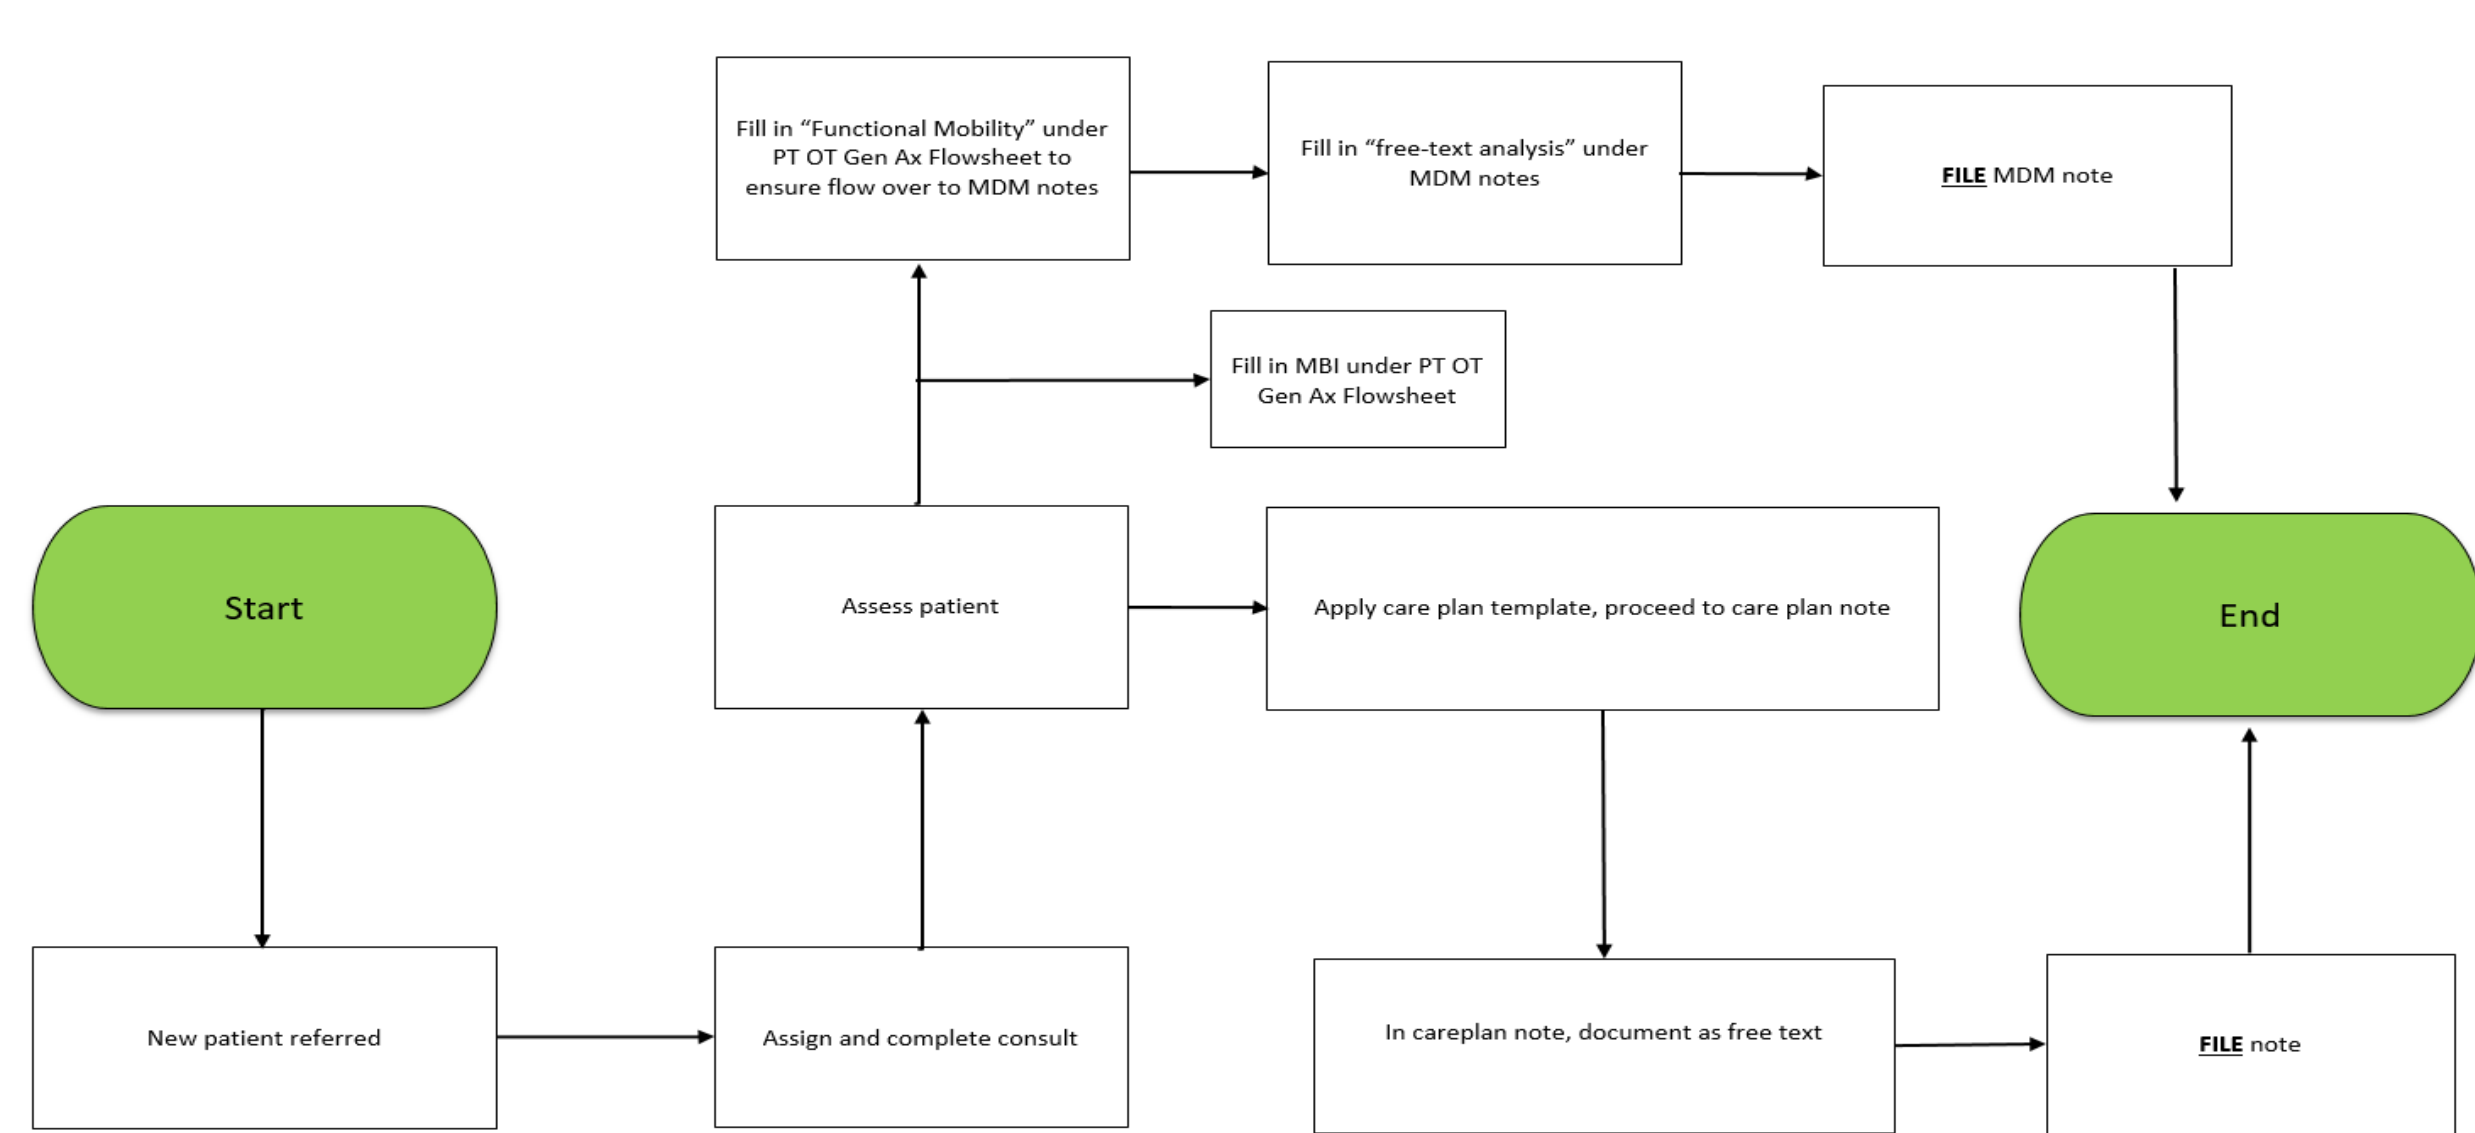 Fill in “Functional Mobility” under
PT OT Gen Ax Flowsheet to
ensure flow over to MDM notes
Fill in “free-text analysis” under
MDM notes
FILE MDM note
Fill in MBI under PT OT
Gen Ax Flowsheet
Start
Assess patient
Apply care plan template, proceed to care plan note
End
New patient referred
Assign and complete consult
In careplan note, document as free text
FILE note